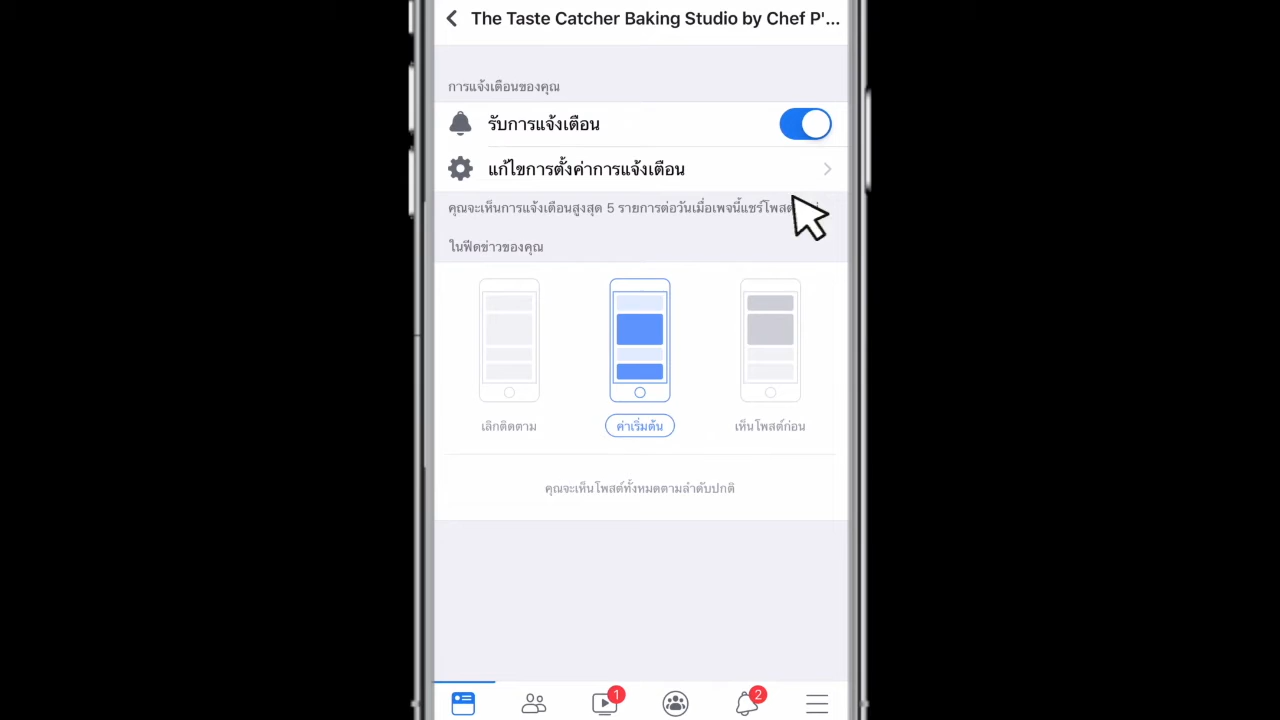 The Taste Catcher Baking Studio by Chef P'...
การแจ้งเตือนของคุณ
รับการแจ้งเตือน
แก้ไขการตั้งค่าการแจ้งเตือน
คุณจะเห็นการแจ้งเตือนสูงสุด 5 รายการต่อวันเมื่อเพจนี้แชร์โพสต์
ในฟีดข่าวของคุณ
เลิกติดตาม
ค่าเริ่มต้น
เห็นโพสต์ก่อน
คุณจะเห็นโพสต์ทั้งหมดตามลำดับปกติ
1
2